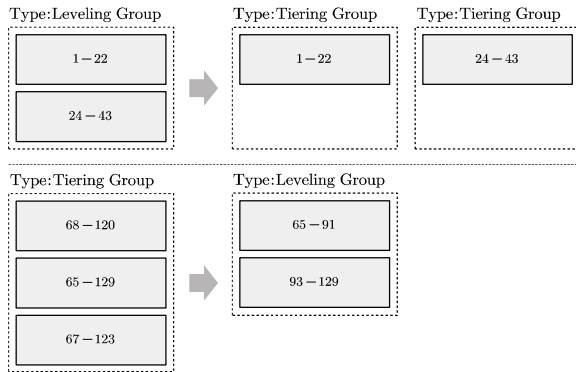 Type:Leveling Group
1 – 22
24 – 43
Type:Tiering Group
1 – 22
Type:Tiering Group
24 – 43
Type:Tiering Group
68 – 120
65 – 129
67 – 123
Type:Leveling Group
65 – 91
93 – 129